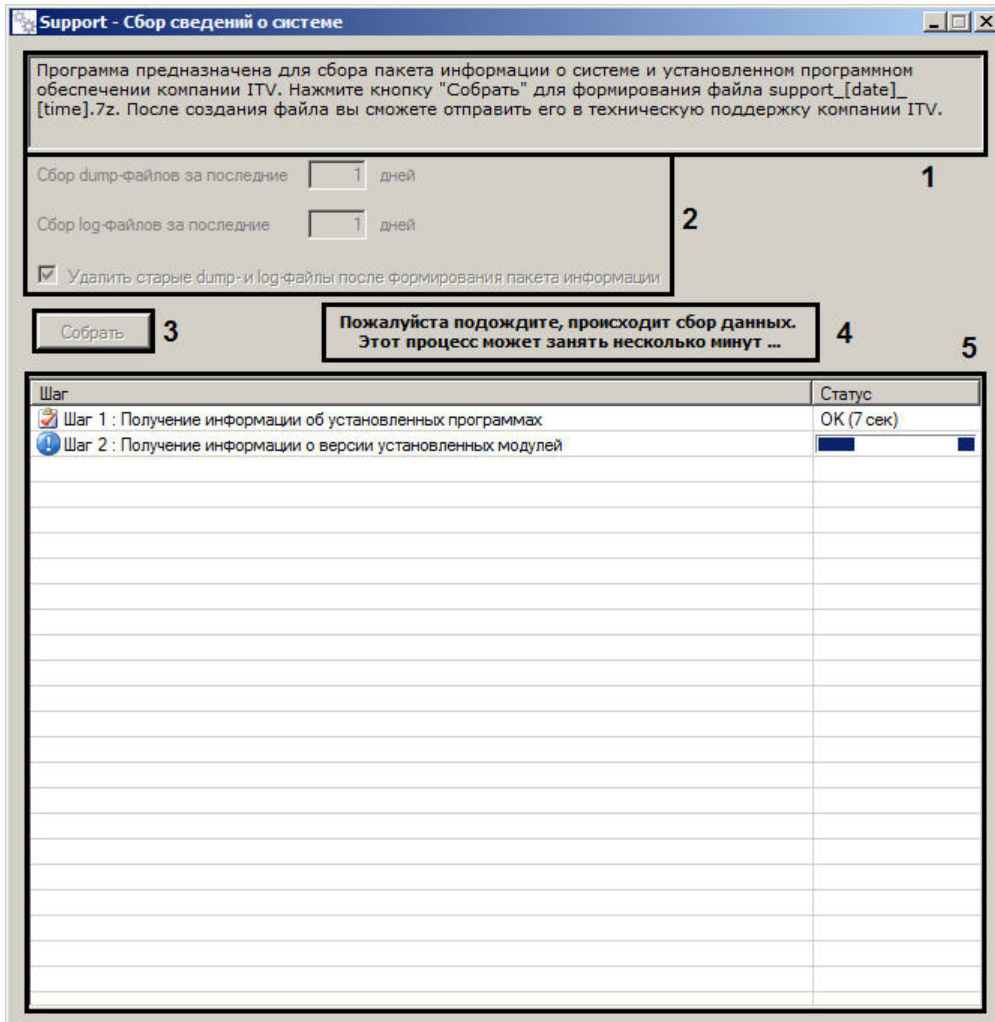 Support - Сбор сведений о системе
Программа предназначена для сбора пакета информации о системе и установленном программном
обеспечении компании ITV. Нажмите кнопку "Собрать" для формирования файла support_[date]_
[time].7z. После создания файла вы сможете отправить его в техническую поддержку компании ITV.
1
Сбор dump-файлов за последние 1 дней
2
Сбор log-файлов за последние 1 дней
Удалить старые dump- и log-файлы после формирования пакета информации
Собрать 3
Пожалуйста подождите, происходит сбор данных.
Этот процесс может занять несколько минут ...
4
5
Шаг Статус
Шаг 1 : Получение информации об установленных программах OK (7 сек)
Шаг 2 : Получение информации о версии установленных модулей